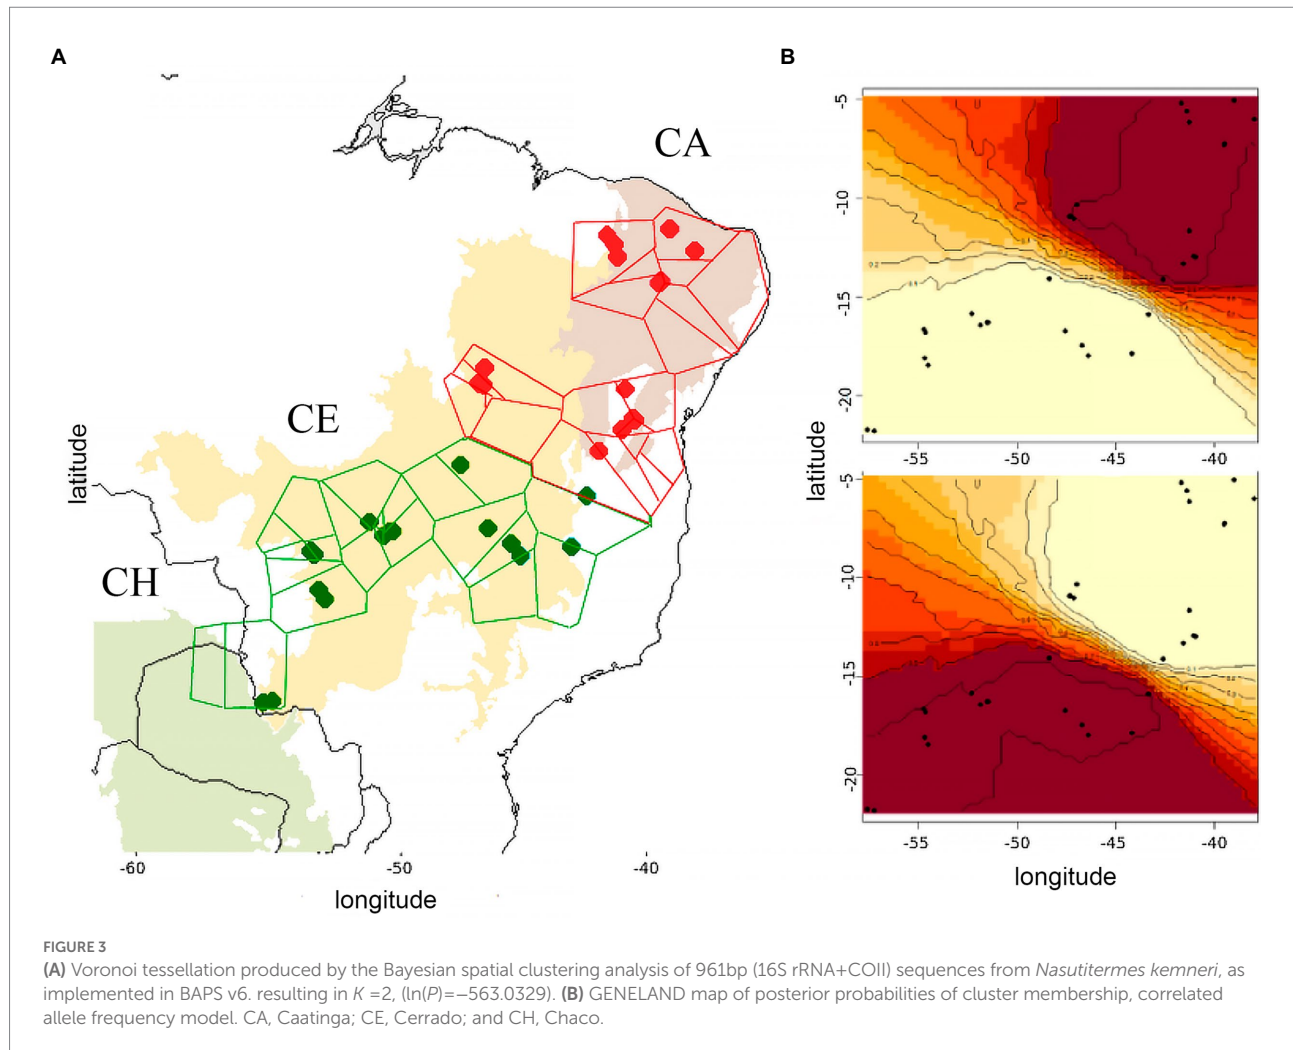 A
B
CA
CE
CH
latitude
-60
-50
-40
longitude
-5
-10
-15
-20
latitude
-55
-50
-45
-40
-5
-10
-15
-20
-55
-50
-45
-40
longitude
FIGURE 3
(A) Voronoi tessellation produced by the Bayesian spatial clustering analysis of 961bp (16S rRNA+COII) sequences from Nasutitermes kemneri, as
implemented in BAPS v6. resulting in K =2, (ln(P)=−563.0329). (B) GENELAND map of posterior probabilities of cluster membership, correlated
allele frequency model. CA, Caatinga; CE, Cerrado; and CH, Chaco.